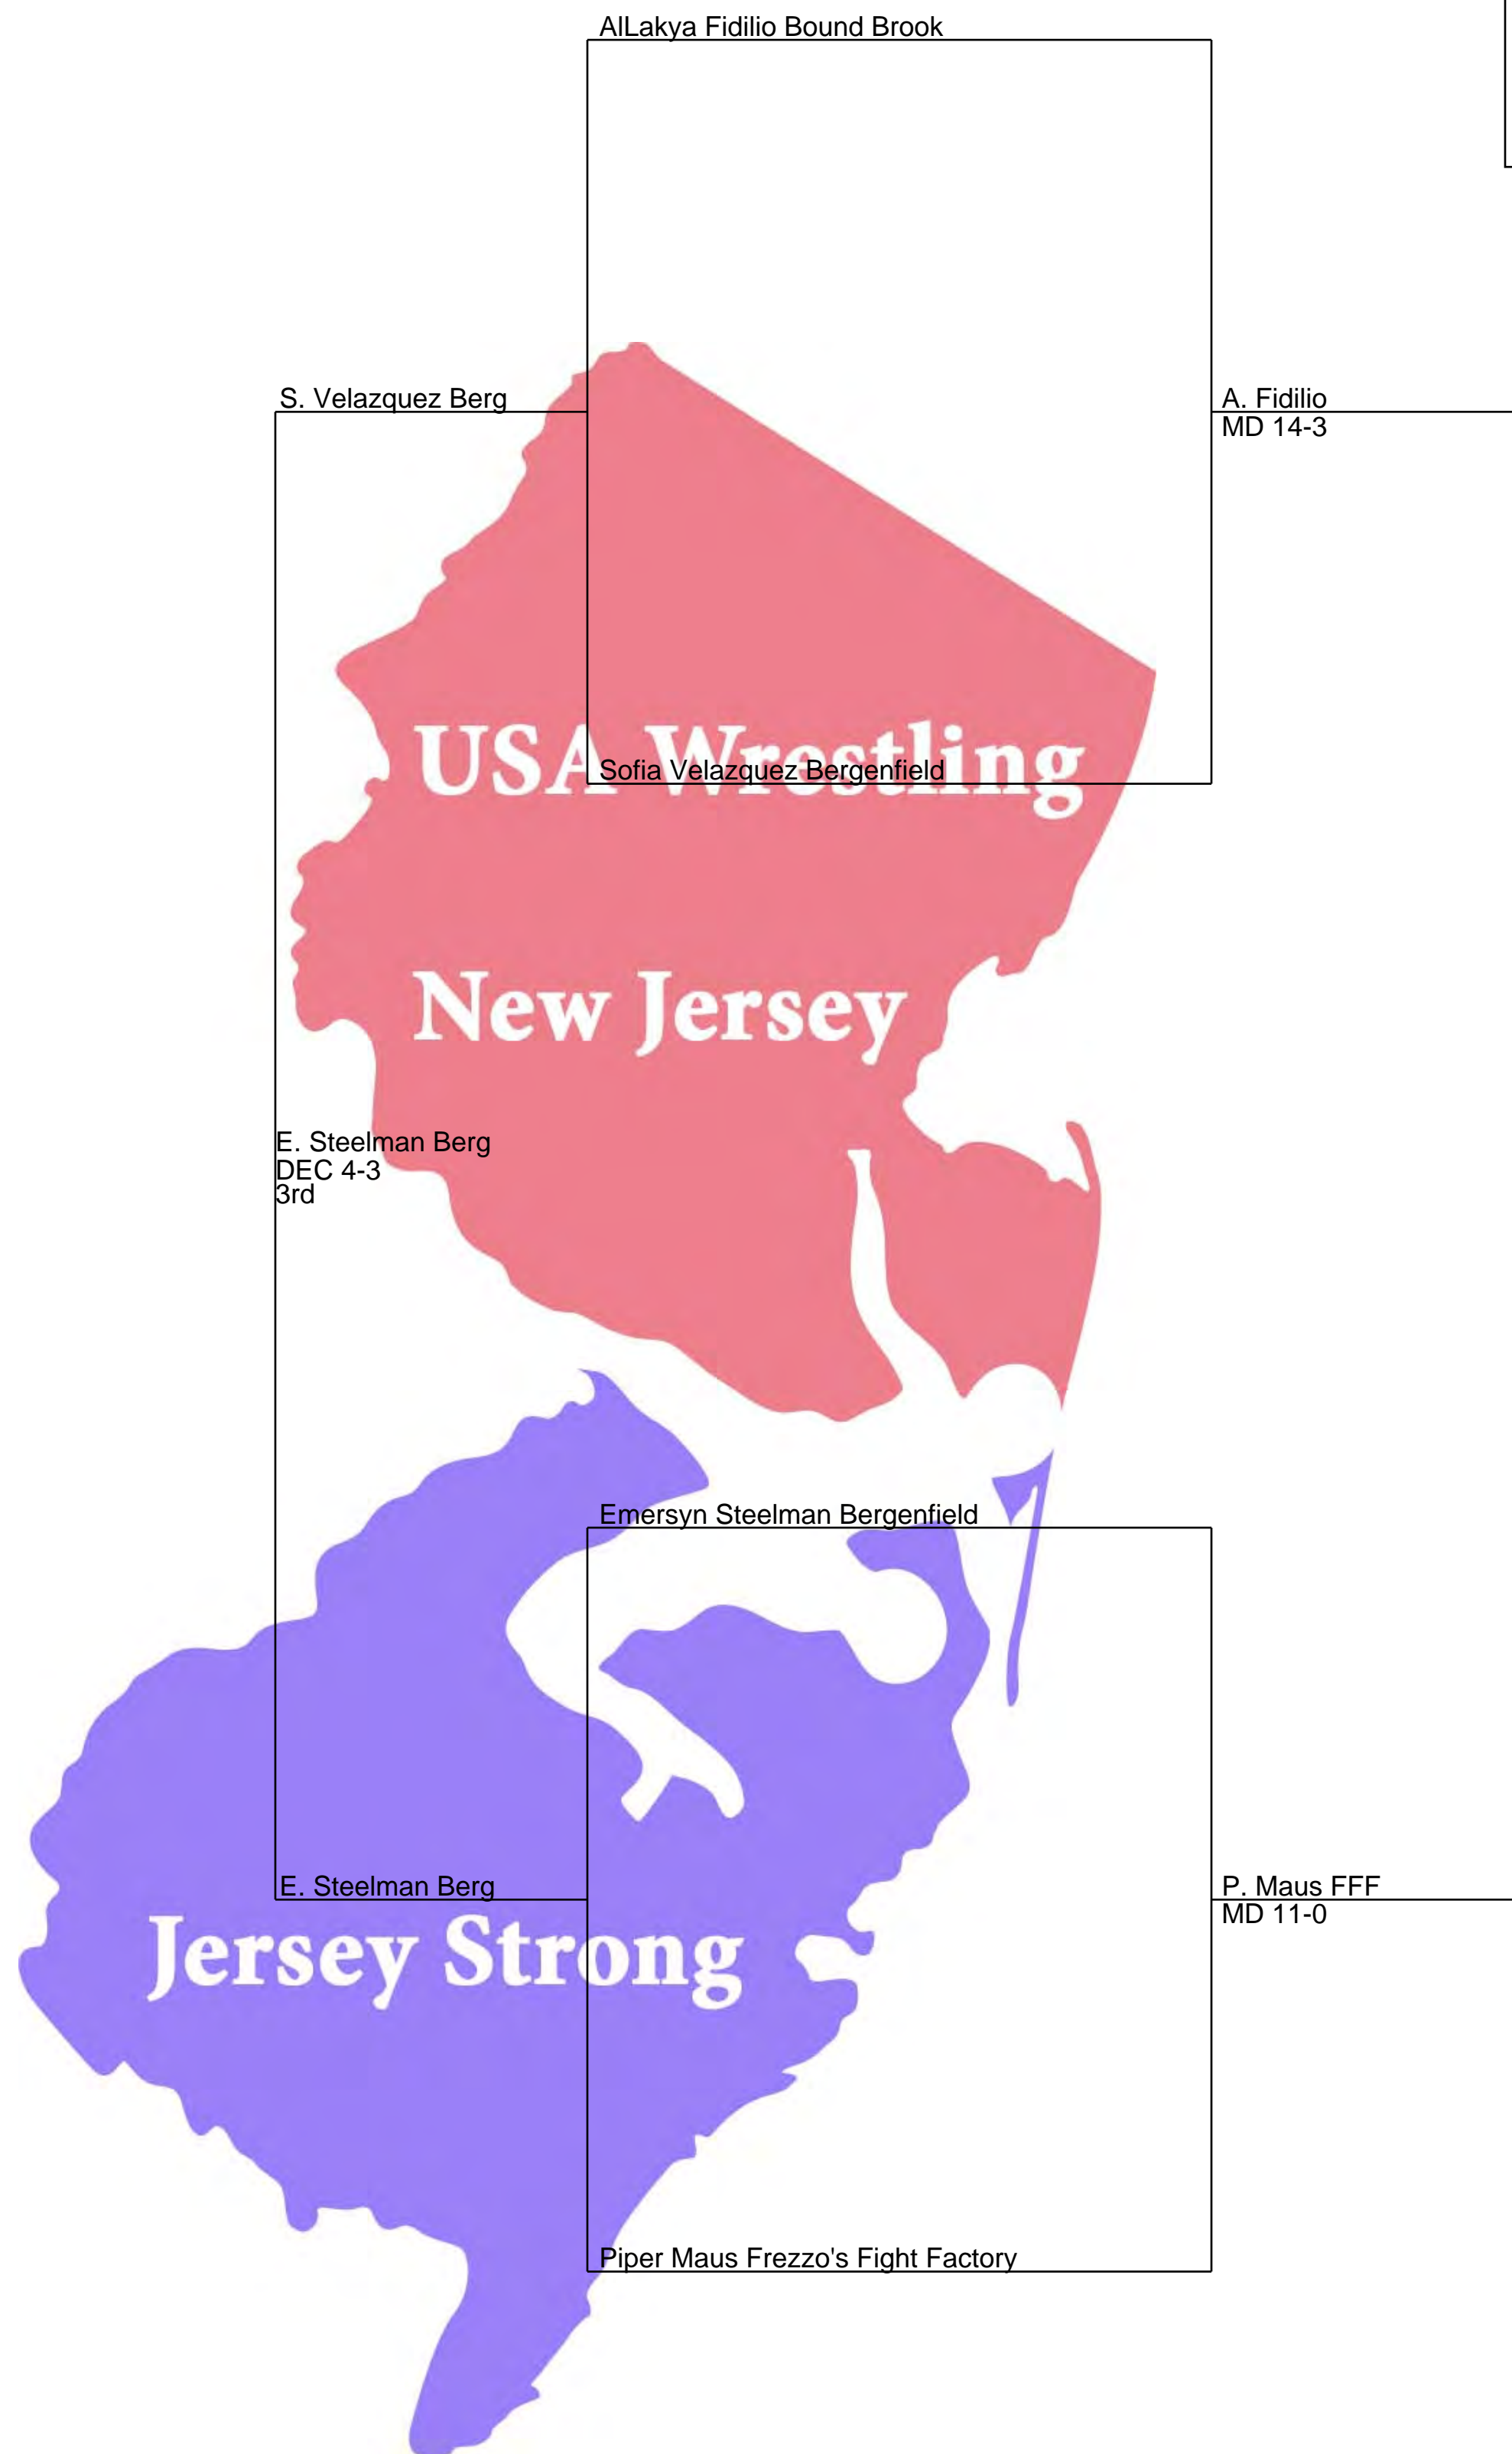 AlLakya Fidilio Bound Brook
S. Velazquez Berg
A. Fidilio
MD 14-3
USA Wrestling
Sofia Velazquez Bergenfield
New Jersey
E. Steelman Berg
DEC 4-3
3rd
Emersyn Steelman Bergenfield
E. Steelman Berg
P. Maus FFF
MD 11-0
Jersey Strong
Piper Maus Frezzo's Fight Factory